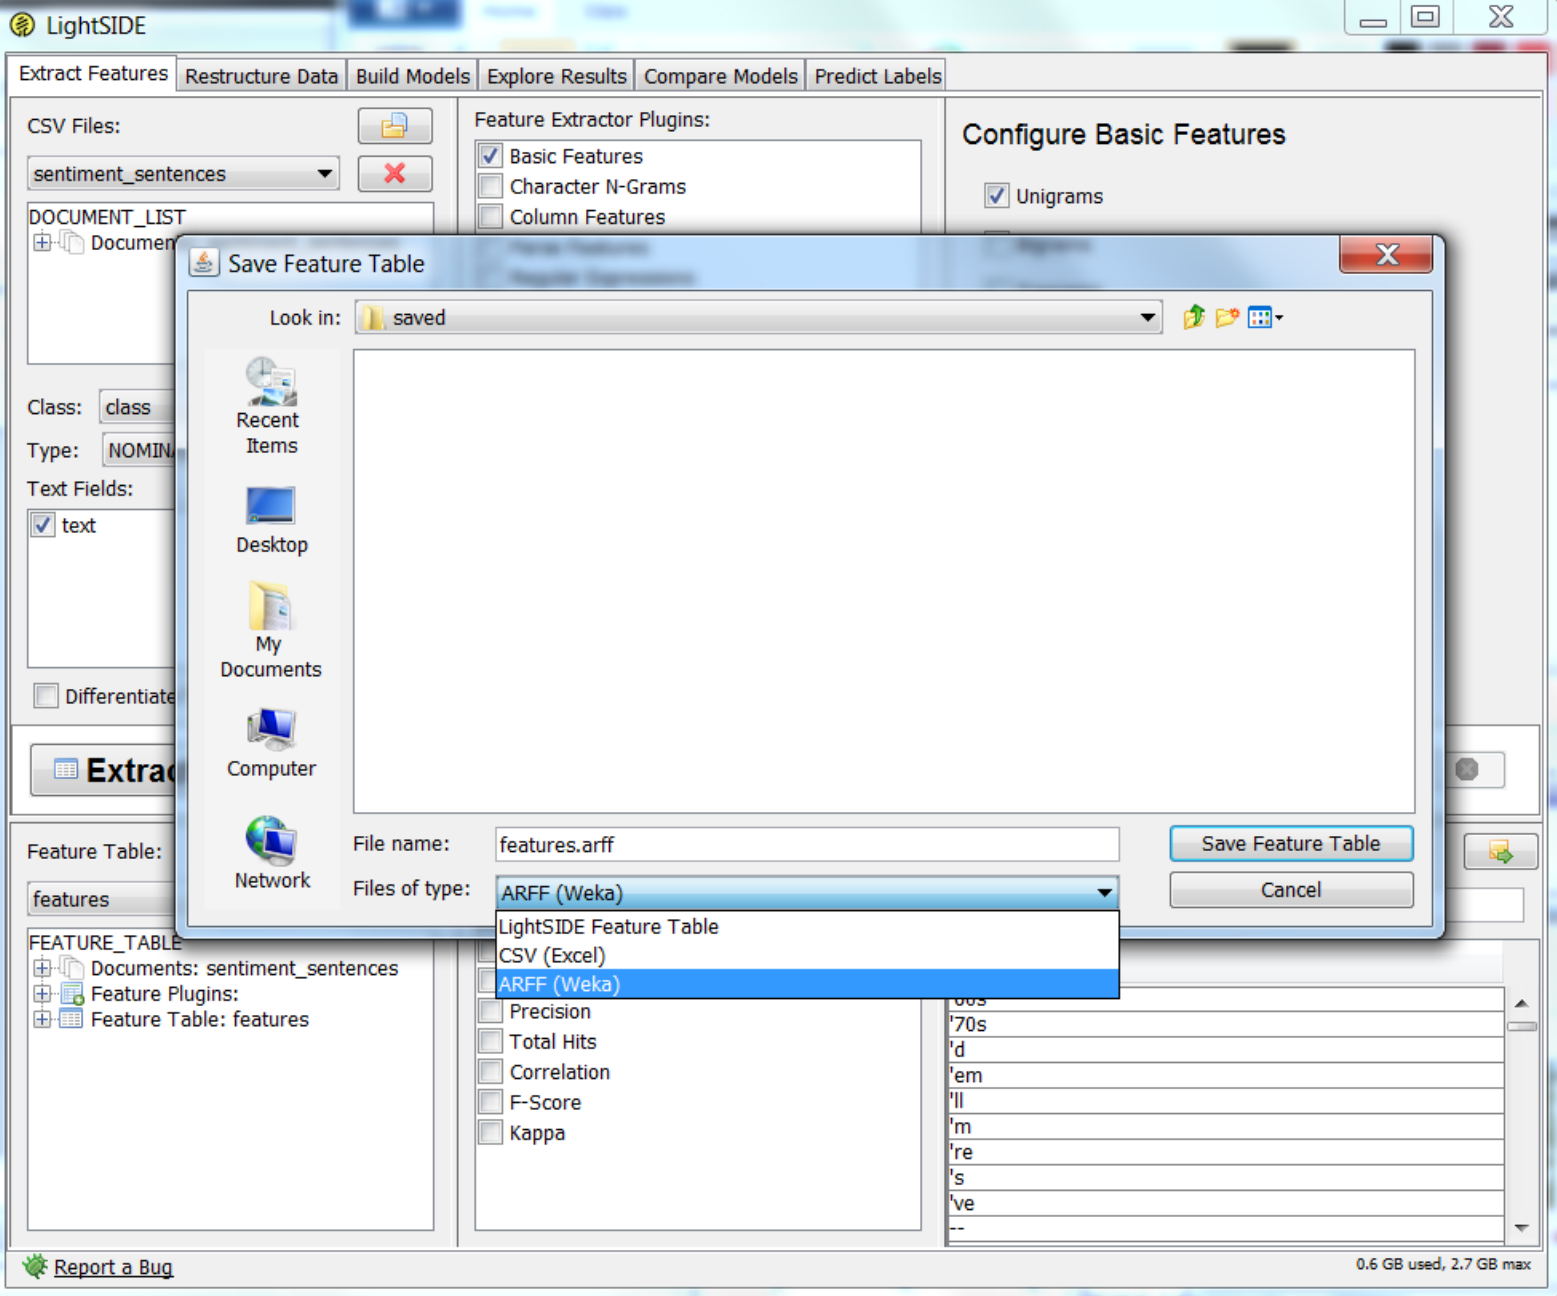 LightSIDE
Extract Features
Restructure Data
Build Models
Explore Results
Compare Models
Predict Labels
CSV Files:
sentiment_sentences
DOCUMENT_LIST
Documen
Class:
class
Type:
NOMIN
Text Fields:
text
Differentiate
Feature Extractor Plugins:
Basic Features
Character N-Grams
Column Features
Parse Features
Regular Expressions
Configure Basic Features
Unigrams
Bigrams
Save Feature Table
Look in:
saved
Recent
Items
Desktop
My
Documents
Computer
Network
File name:
features.arff
Save Feature Table
Files of type:
ARFF (Weka)
Cancel
LightSIDE Feature Table
CSV (Excel)
ARFF (Weka)
Extrac
Feature Table:
features
FEATURE_TABLE
Documents: sentiment_sentences
Feature Plugins:
Feature Table: features
Precision
Total Hits
Correlation
F-Score
Kappa
'70s
'd
'em
'll
'm
're
's
've
--
Report a Bug
0.6 GB used, 2.7 GB max